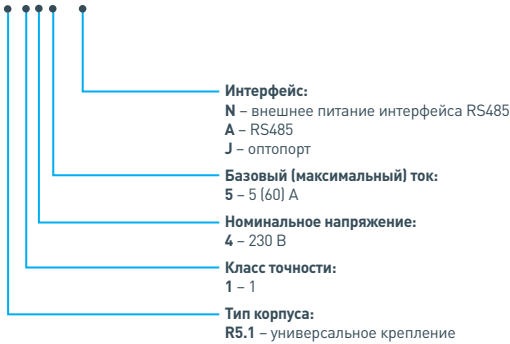 Интерфейс:
N – внешнее питание интерфейса RS485
A – RS485
J – оптопорт
Базовый (максимальный) ток:
5 – 5 (60) А
Номинальное напряжение:
4 – 230 В
Класс точности:
1 – 1
Тип корпуса:
R5.1 – универсальное крепление